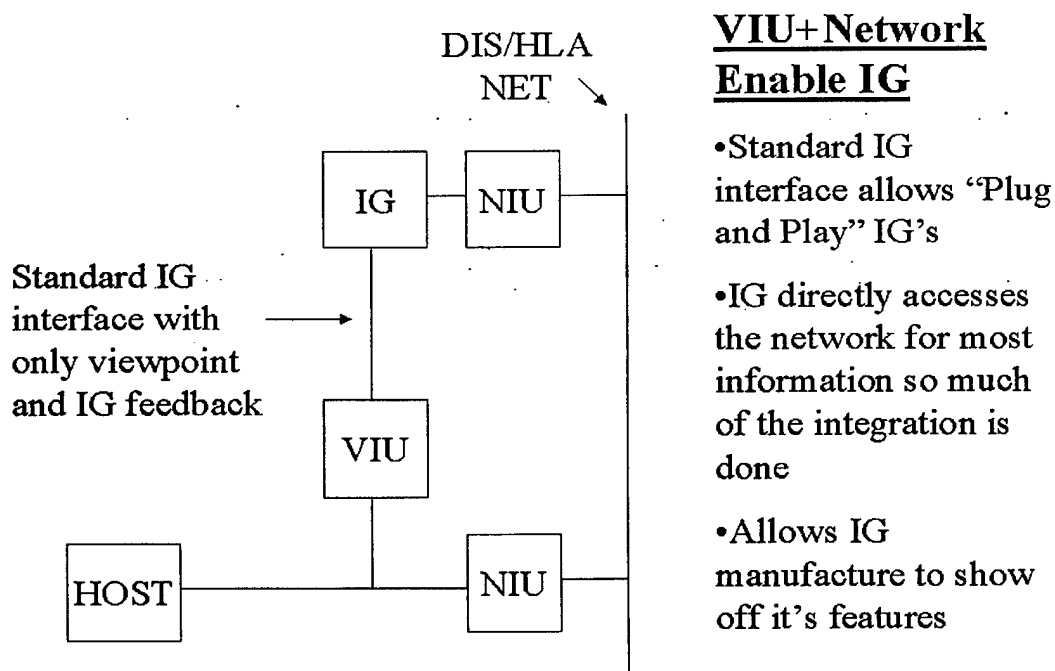 DIS/HLA
NET
IG
NIU
Standard IG
interface with
only viewpoint
and IG feedback
VIU
HOST
NIU
VIU+Network
Enable IG
•Standard IG
interface allows “Plug
and Play” IG’s
•IG directly accesses
the network for most
information so much
of the integration is
done
•Allows IG
manufacture to show
off it’s features